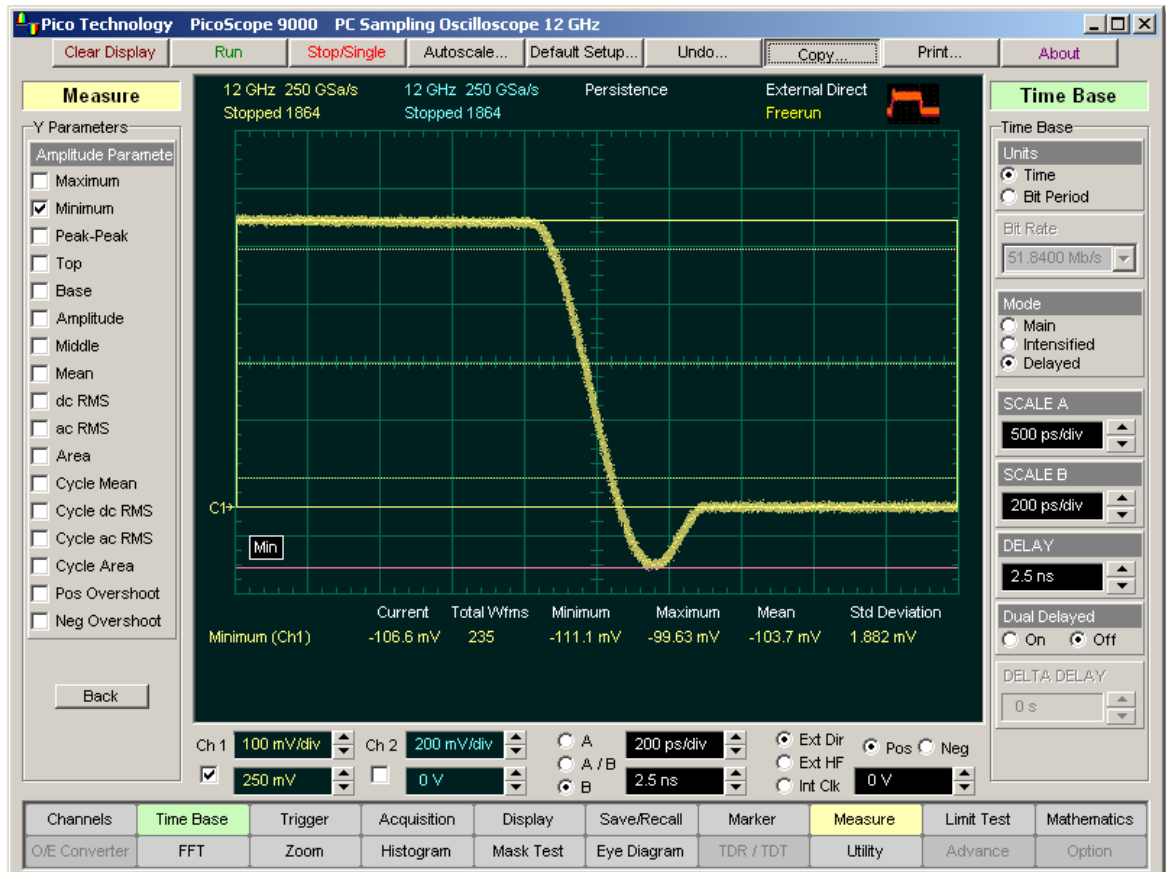 Pico Technology PicoScope 9000 PC Sampling Oscilloscope 12 GHz
Clear Display Run Stop/Single Autoscale... Default Setup... Undo... Copy... Print... About
Measure
Y Parameters
Amplitude Paramete
Maximum
Minimum
Peak-Peak
Top
Base
Amplitude
Middle
Mean
dc RMS
ac RMS
Area
Cycle Mean
Cycle dc RMS
Cycle ac RMS
Cycle Area
Pos Overshoot
Neg Overshoot
Back
12 GHz 250 GSa/s 12 GHz 250 GSa/s Persistence External Direct
Stopped 1864 Stopped 1864 Freerun
C1
Min
Current Total Wfms Minimum Maximum Mean Std Deviation
Minimum (Ch1) -106.6 mV 235 -111.1 mV -99.63 mV -103.7 mV 1.882 mV
Time Base
Time Base
Units
Time
Bit Period
Bit Rate
51.8400 Mb/s
Mode
Main
Intensified
Delayed
SCALE A
500 ps/div
SCALE B
200 ps/div
DELAY
2.5 ns
Dual Delayed
On Off
DELTA DELAY
0 s
Ch 1 100 mV/div Ch 2 200 mV/div A 200 ps/div Ext Dir Pos Neg
A / B Ext HF
250 mV 0 V B 2.5 ns Int Clk 0 V
Channels Time Base Trigger Acquisition Display Save/Recall Marker Measure Limit Test Mathematics
O/E Converter FFT Zoom Histogram Mask Test Eye Diagram TDR / TDT Utility Advance Option